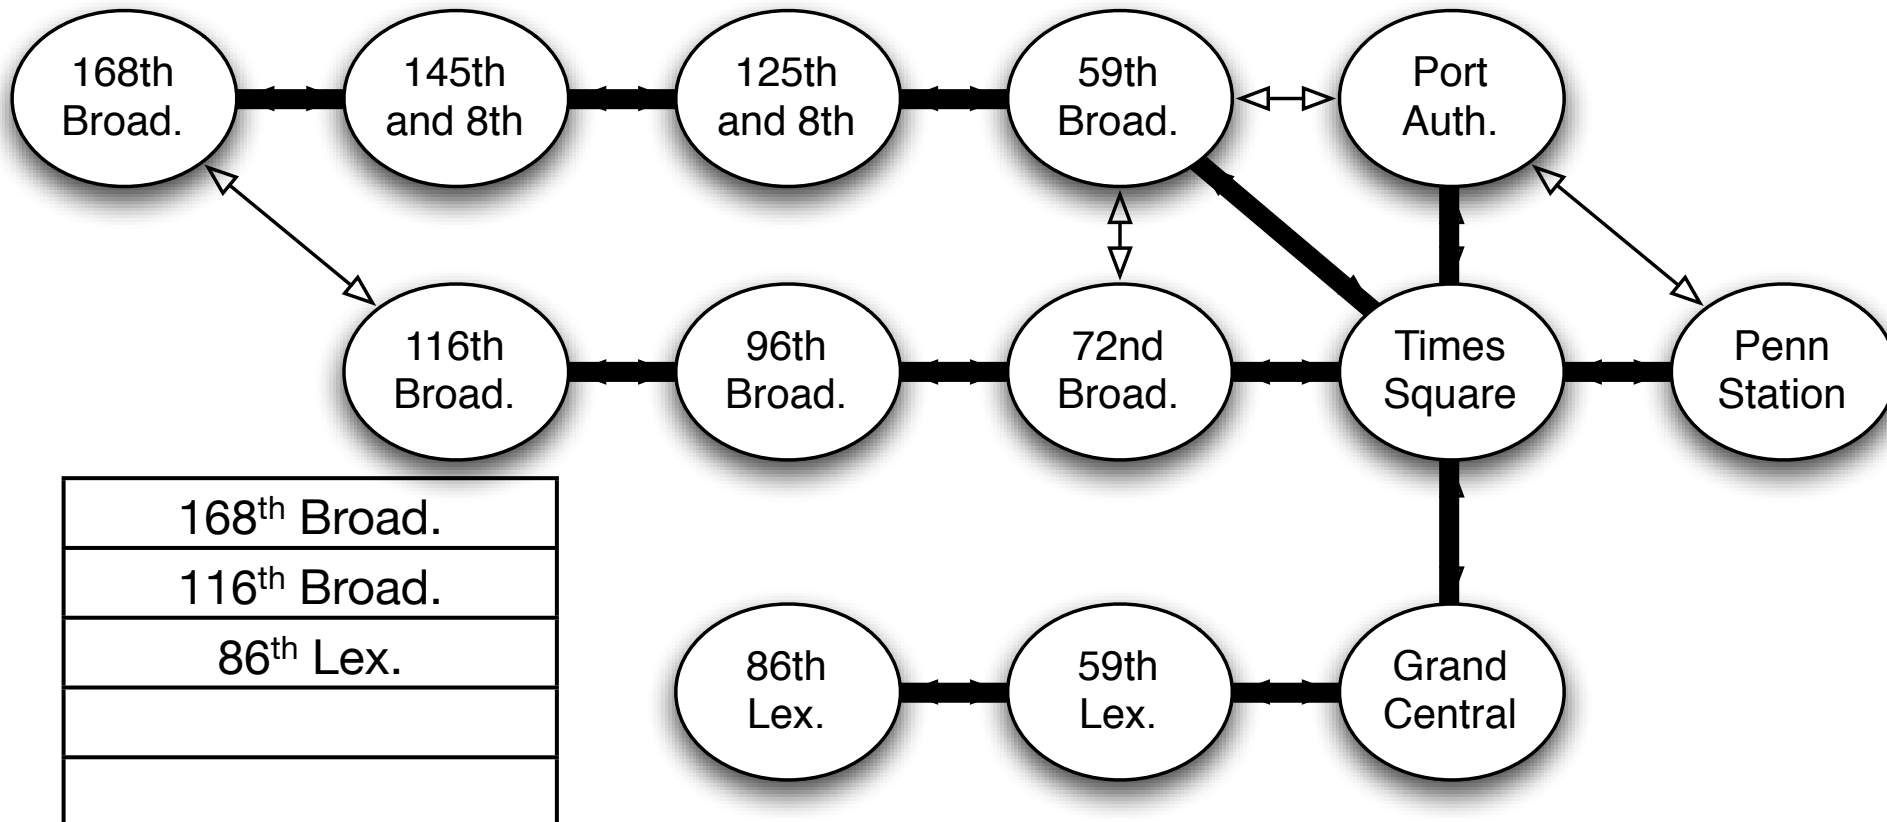 168th
Broad.
145th
and 8th
125th
and 8th
59th
Broad.
Port
Auth.
116th
Broad.
96th
Broad.
72nd
Broad.
Times
Square
Penn
Station
168th Broad.
116th Broad.
86th Lex.
86th
Lex.
59th
Lex.
Grand
Central